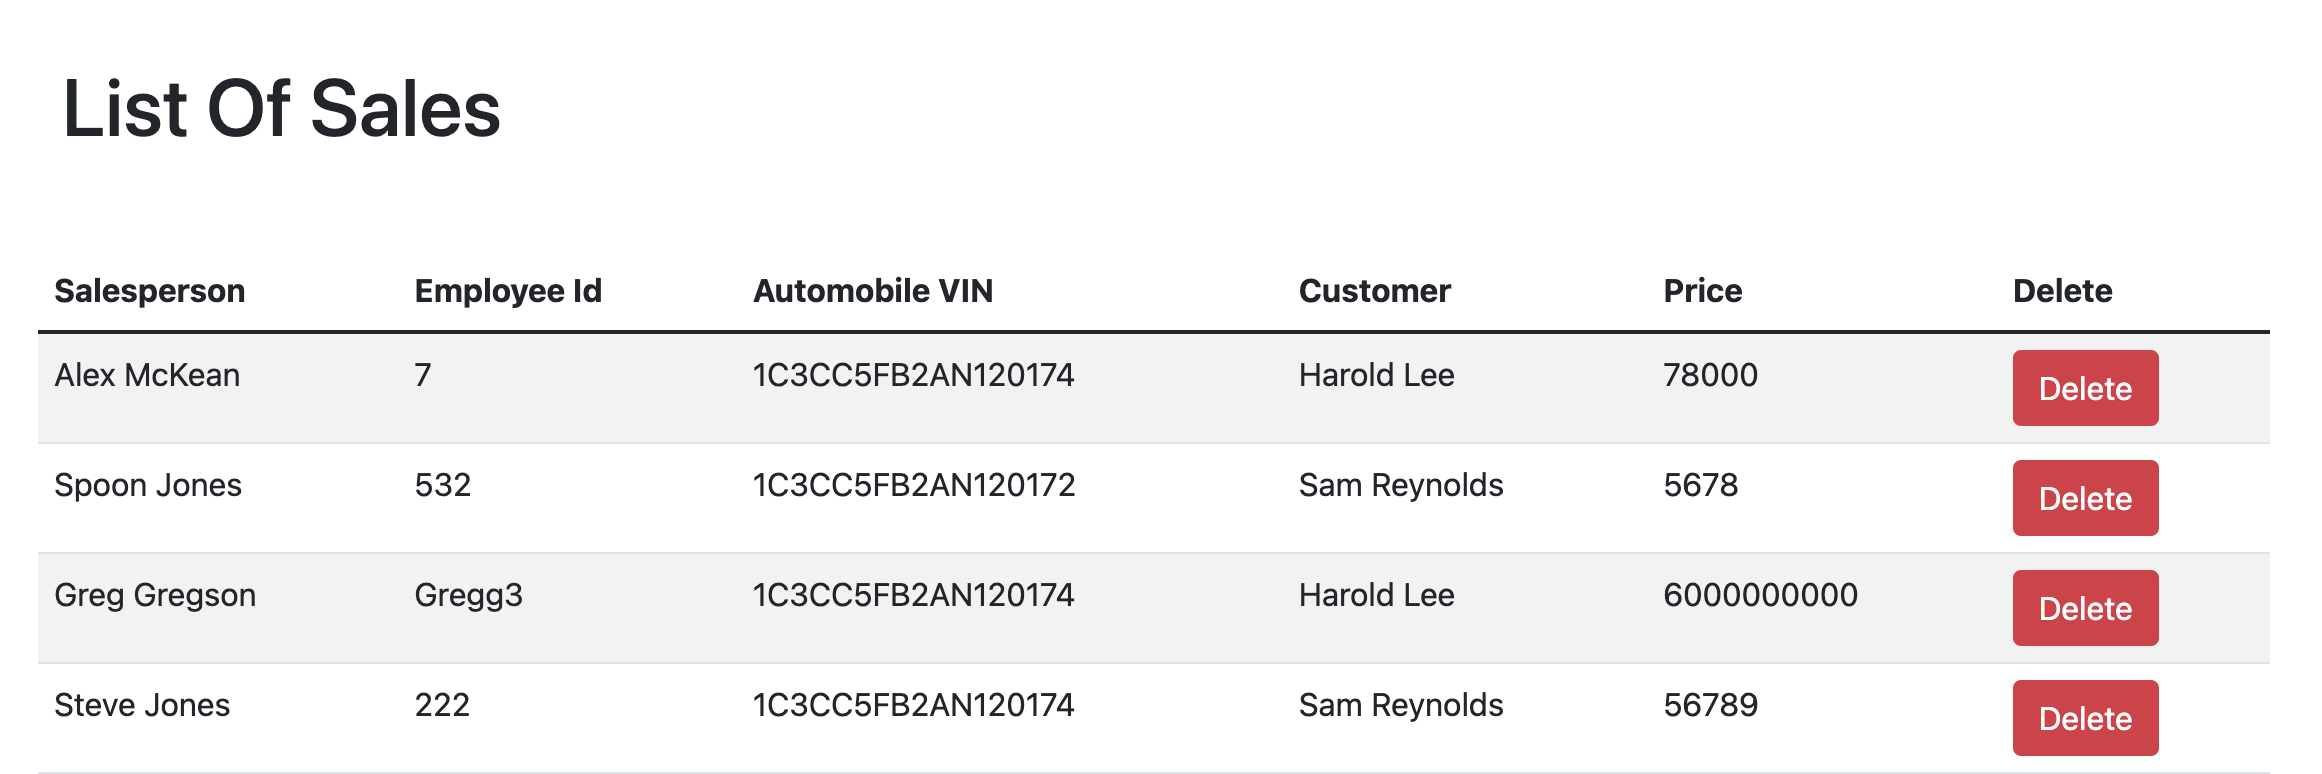 List Of Sales
Salesperson Employee Id Automobile VIN Customer Price Delete
Alex McKean 7 1C3CC5FB2AN120174 Harold Lee 78000 Delete
Spoon Jones 532 1C3CC5FB2AN120172 Sam Reynolds 5678 Delete
Greg Gregson Gregg3 1C3CC5FB2AN120174 Harold Lee 6000000000 Delete
Steve Jones 222 1C3CC5FB2AN120174 Sam Reynolds 56789 Delete